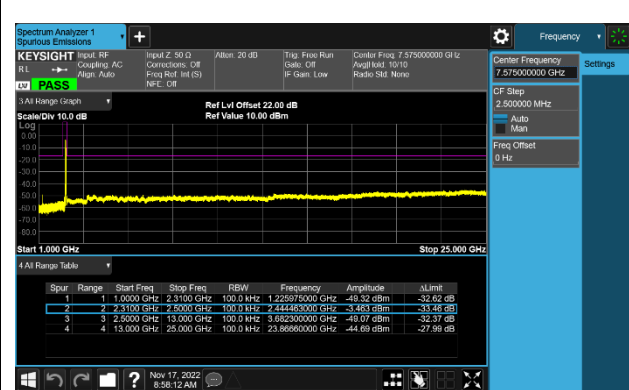 Spectrum Analyzer 1
Spurious Emissions
Frequency
KEYSIGHT Input: RF Input Z: 50 Ω Atten: 20 dB Trig: Free Run Center Freq: 7.575000000 GHz
R L Coupling: AC Corrections: Off Gate: Off Avg|Hold: 10/10
Align: Auto Freq Ref: Int (S) IF Gain: Low Radio Std: None
NFE: Off
PASS
Center Frequency
7.575000000 GHz
Settings
CF Step
2.500000 MHz
Auto
Man
Freq Offset
0 Hz
3 All Range Graph
Ref Lvl Offset 22.00 dB
Scale/Div 10.0 dB Ref Value 10.00 dBm
Log
0.00
-10.0
-20.0
-30.0
-40.0
-50.0
-60.0
-70.0
-80.0
Start 1.000 GHz Stop 25.000 GHz
4 All Range Table
Spur Range Start Freq Stop Freq RBW Frequency Amplitude ΔLimit
1 1 1.0000 GHz 2.3100 GHz 100.0 kHz 1.225975000 GHz -49.32 dBm -32.62 dB
2 2 2.3100 GHz 2.5000 GHz 100.0 kHz 2.444463000 GHz -3.463 dBm -33.46 dB
3 3 2.5000 GHz 13.000 GHz 100.0 kHz 3.682300000 GHz -49.07 dBm -32.37 dB
4 4 13.000 GHz 25.000 GHz 100.0 kHz 23.86660000 GHz -44.69 dBm -27.99 dB
Nov 17, 2022
8:58:12 AM